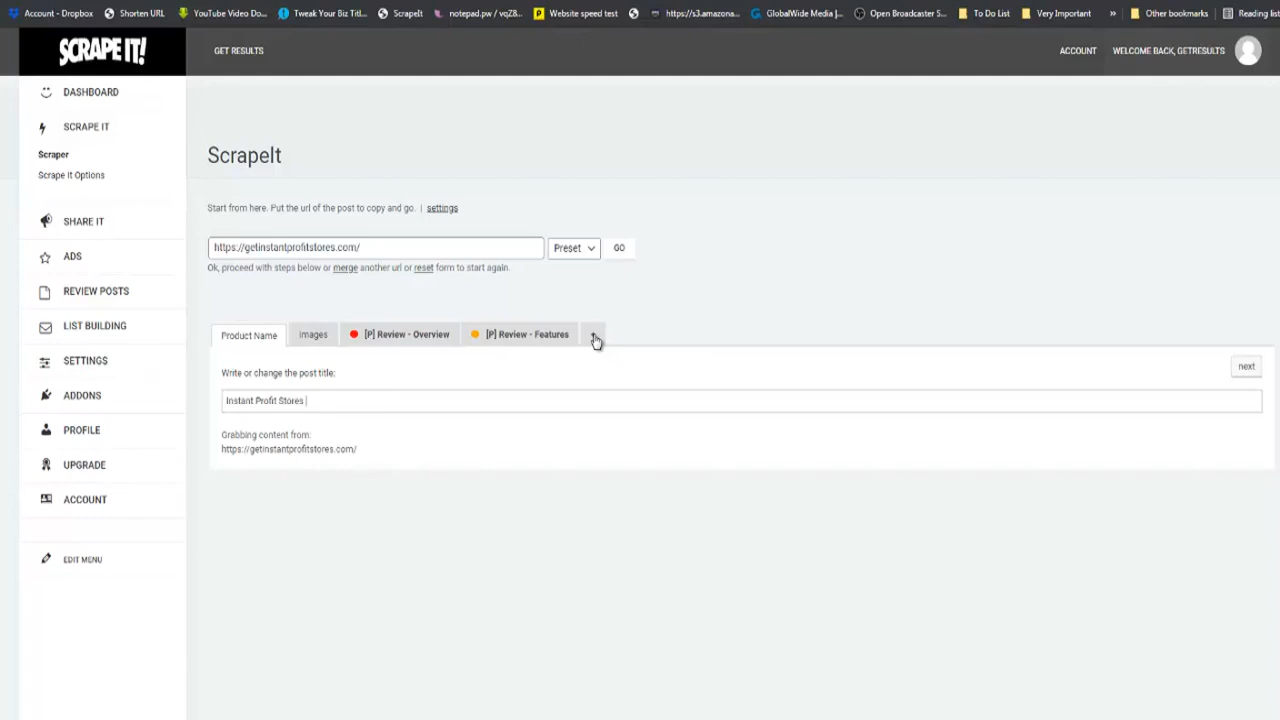 Account - Dropbox Shorten URL YouTube Video Do... Tweak Your Biz Titl... ScrapeIt notepad.pw / vqZ8... Website speed test https://s3.amazona... GlobalWide Media |... Open Broadcaster S... To Do List Very Important » Other bookmarks Reading list
SCRAPE IT!
GET RESULTS
ACCOUNT
WELCOME BACK, GETRESULTS
DASHBOARD
SCRAPE IT
Scraper
Scrape It Options
SHARE IT
ADS
REVIEW POSTS
LIST BUILDING
SETTINGS
ADDONS
PROFILE
UPGRADE
ACCOUNT
EDIT MENU
ScrapeIt
Start from here. Put the url of the post to copy and go. | settings
https://getinstantprofitstores.com/ Preset GO
Ok, proceed with steps below or merge another url or reset form to start again.
Product Name Images [P] Review - Overview [P] Review - Features
next
Write or change the post title:
Instant Profit Stores
Grabbing content from:
https://getinstantprofitstores.com/